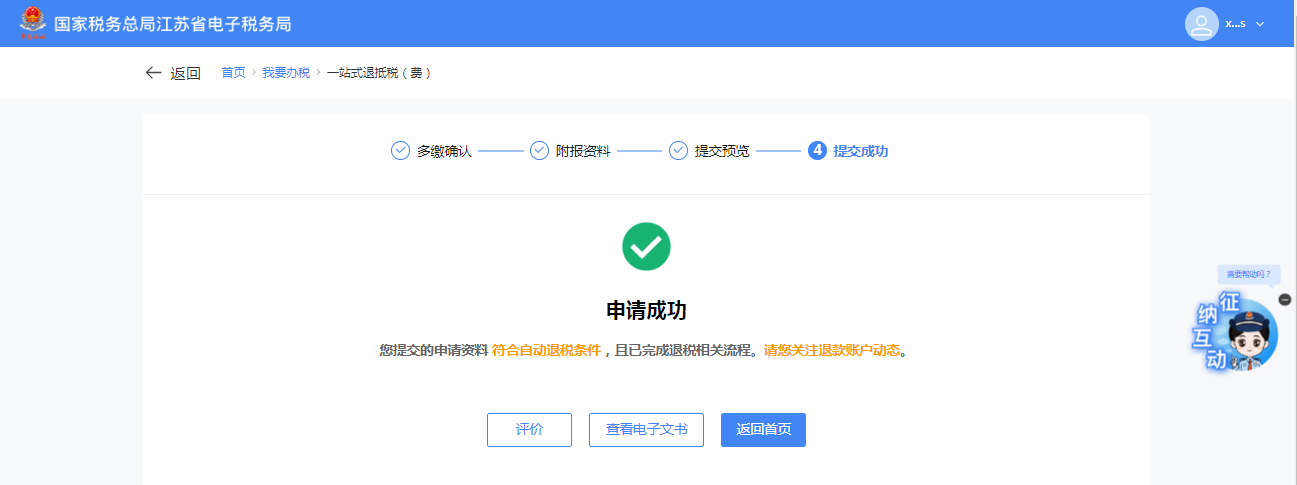 国家税务总局江苏省电子税务局
x...s
返回 首页 > 我要办税 > 一站式退抵税（费）
多缴确认 附报资料 提交预览 4 提交成功
申请成功
您提交的申请资料 符合自动退税条件，且已完成退税相关流程。请您关注退款账户动态。
需要帮助吗？
征纳互动
评价 查看电子文书 返回首页